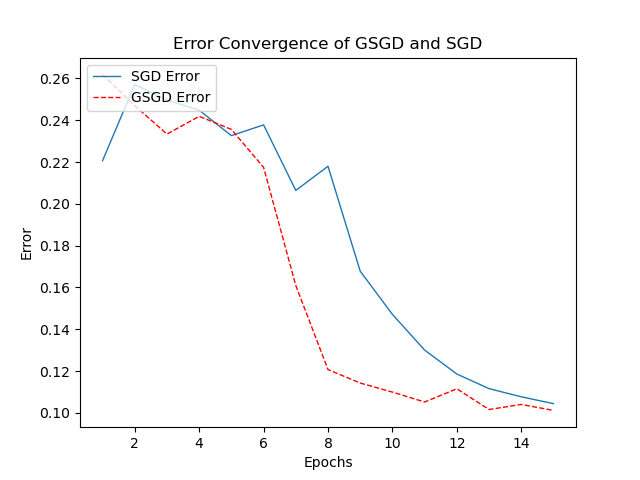 Error Convergence of GSGD and SGD
SGD Error
GSGD Error
0.26
0.24
0.22
0.20
0.18
0.16
0.14
0.12
0.10
Error
2 4 6 8 10 12 14
Epochs